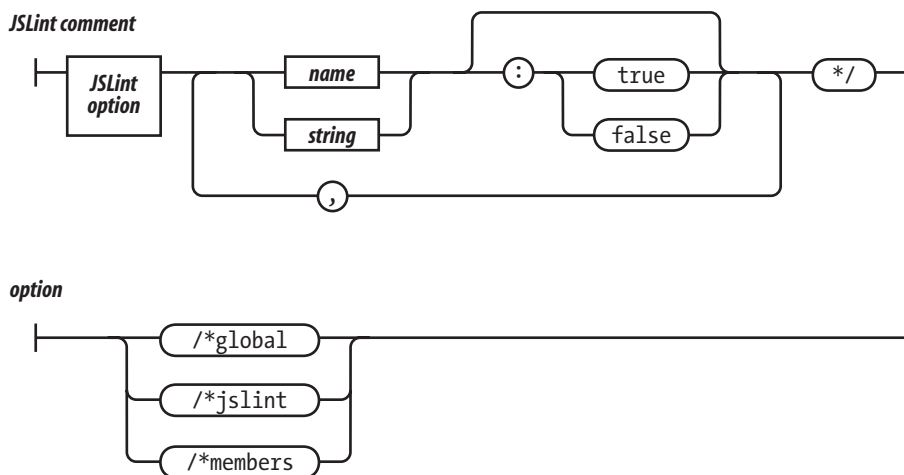 JSLint comment
JSLint
option
name
:
true
*/
string
false
,
option
/*global
/*jslint
/*members